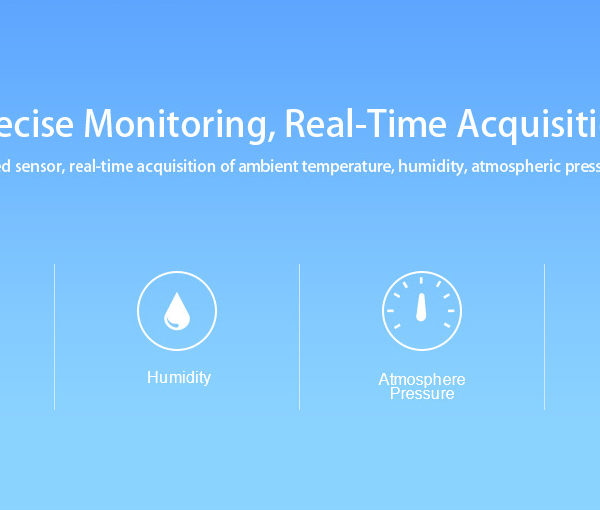 ecise Monitoring, Real-Time Acquisiti
ed sensor, real-time acquisition of ambient temperature, humidity, atmospheric press
Humidity
Atmosphere
Pressure